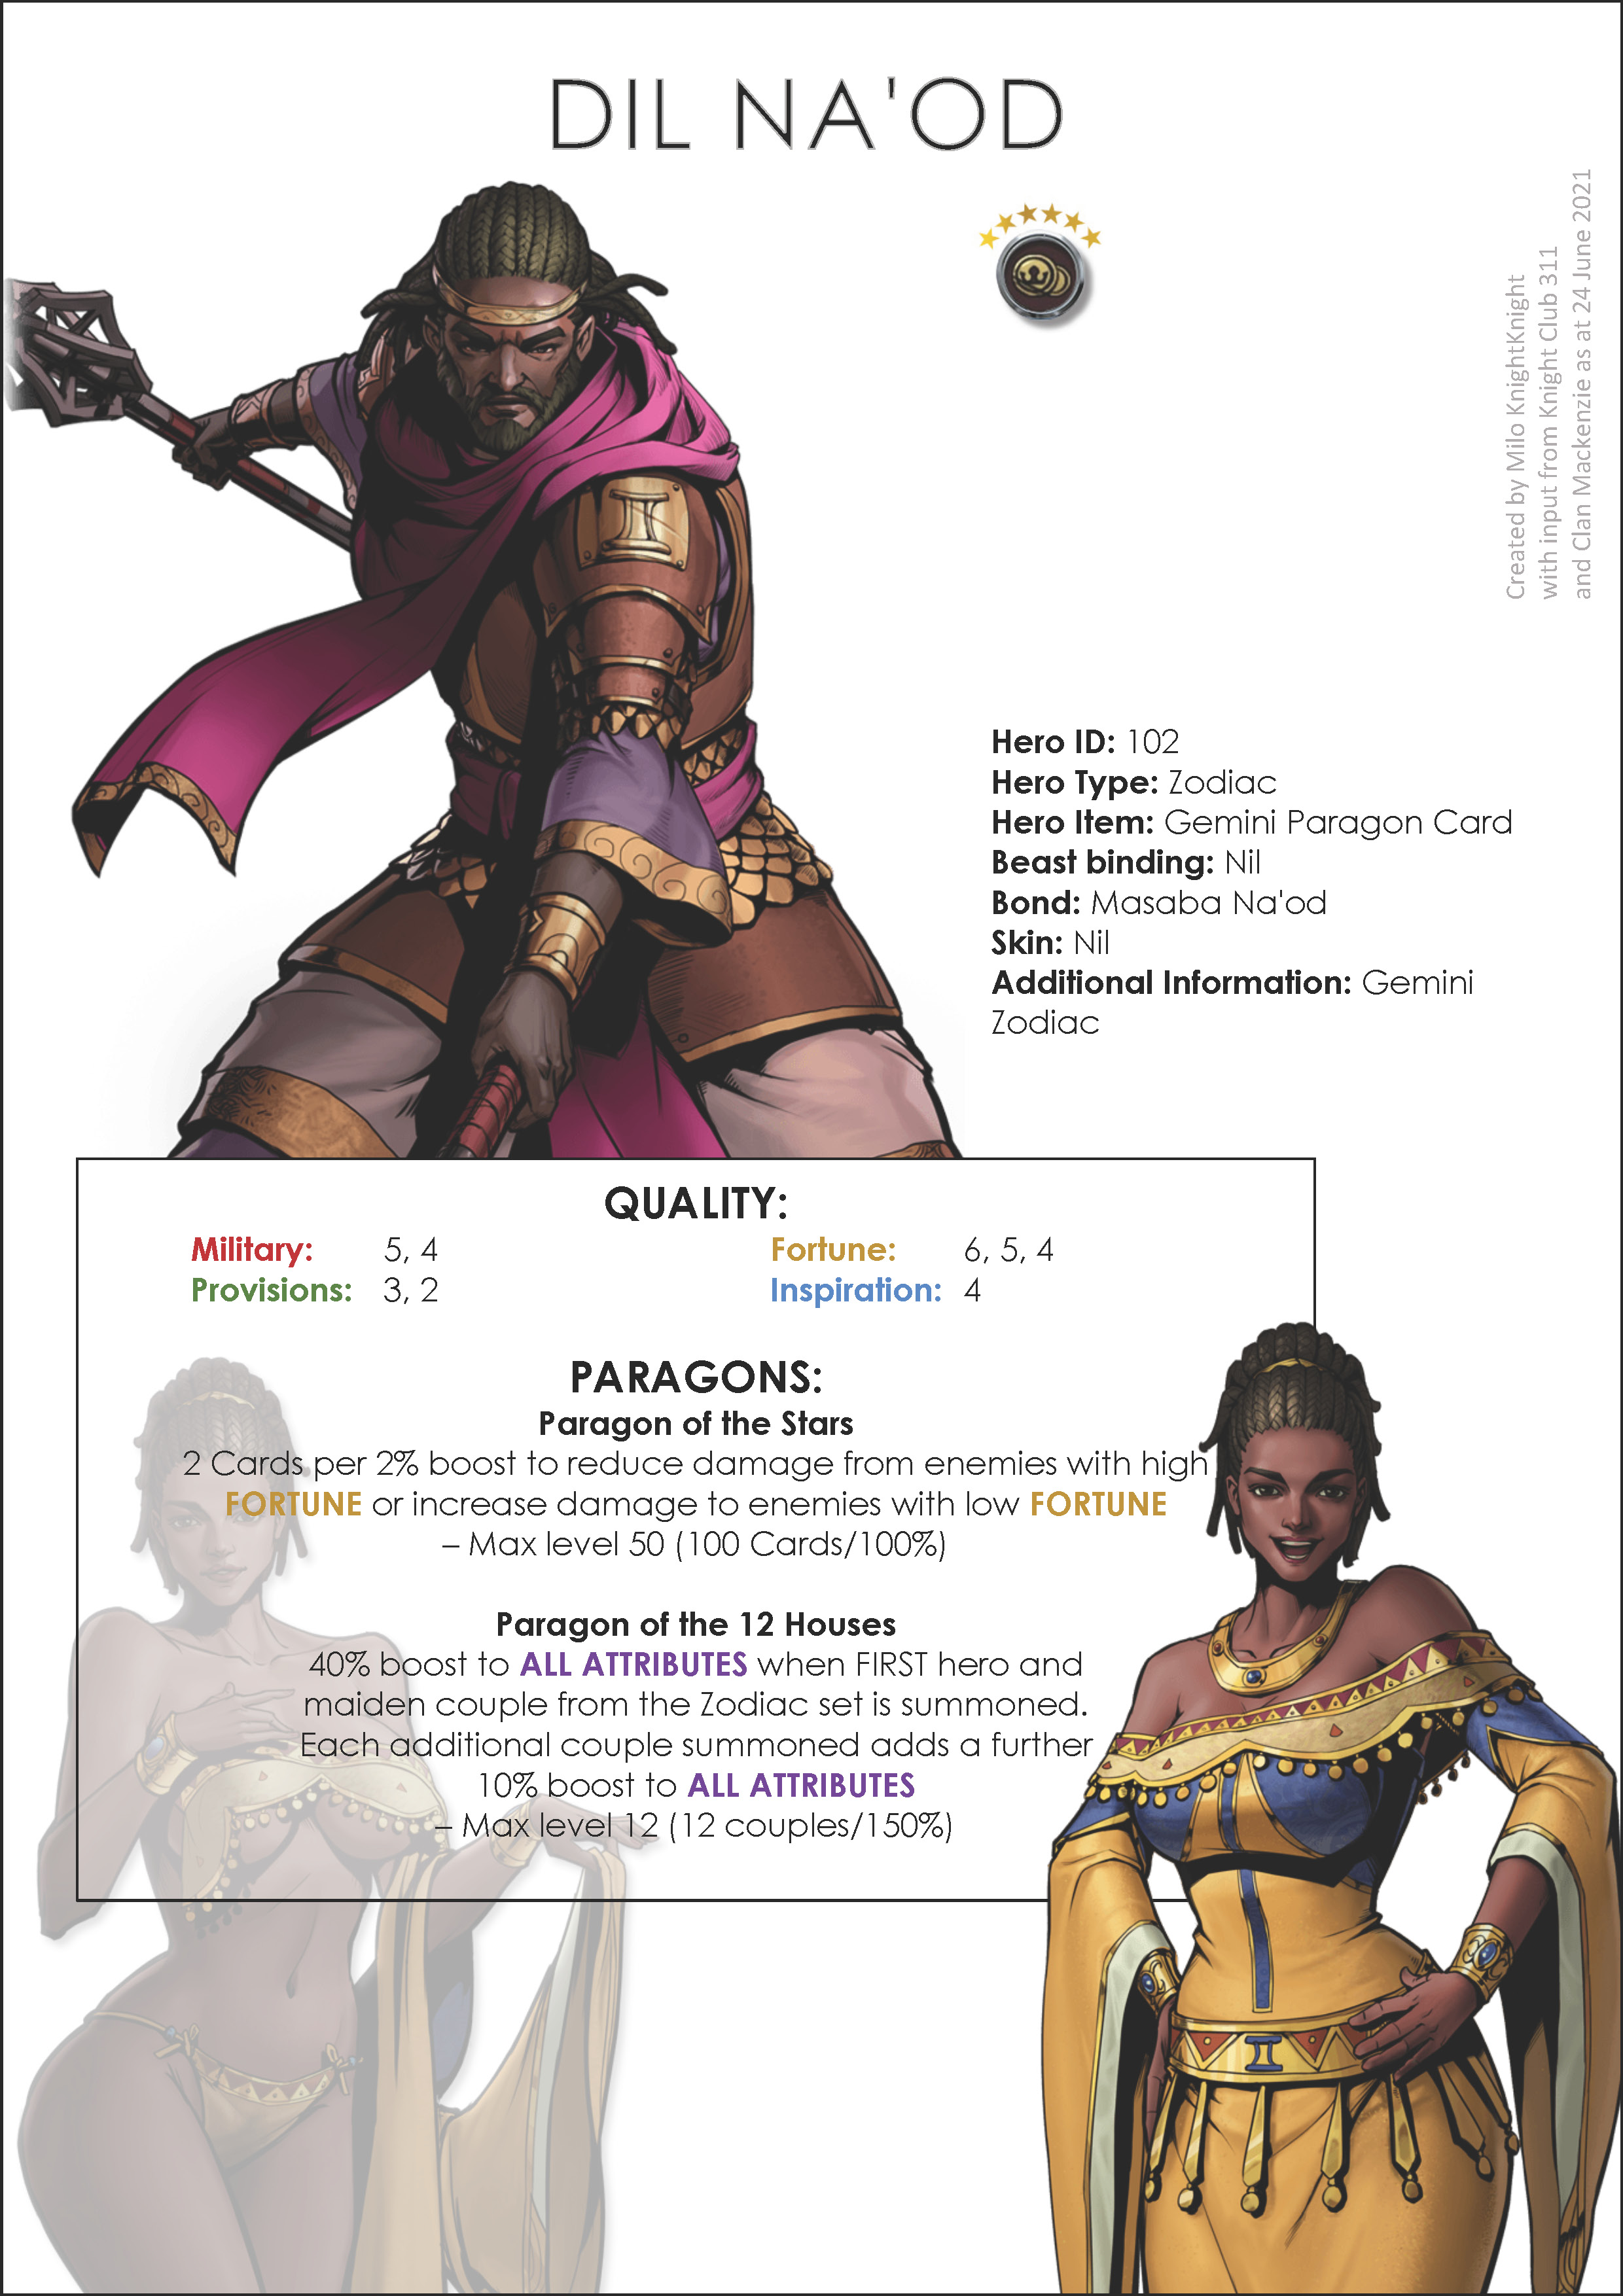 DIL NA'OD
Created by Milo KnightKnight
with input from Knight Club 311
and Clan Mackenzie as at 24 June 2021
Hero ID: 102
Hero Type: Zodiac
Hero Item: Gemini Paragon Card
Beast binding: Nil
Bond: Masaba Na'od
Skin: Nil
Additional Information: Gemini
Zodiac
QUALITY:
Military: 5, 4 Fortune: 6, 5, 4
Provisions: 3, 2 Inspiration: 4
PARAGONS:
Paragon of the Stars
2 Cards per 2% boost to reduce damage from enemies with high
FORTUNE or increase damage to enemies with low FORTUNE
– Max level 50 (100 Cards/100%)
Paragon of the 12 Houses
40% boost to ALL ATTRIBUTES when FIRST hero and
maiden couple from the Zodiac set is summoned.
Each additional couple summoned adds a further
10% boost to ALL ATTRIBUTES
– Max level 12 (12 couples/150%)